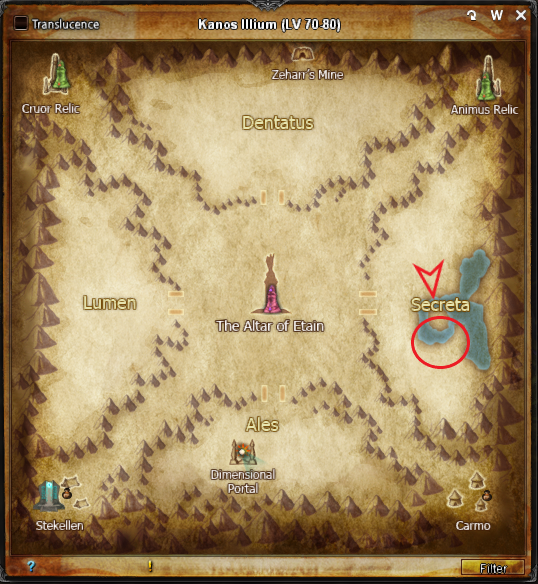 Translucence
Kanos Illium (LV 70-80)
W
Zeharr's Mine
Cruor Relic
Animus Relic
Dentatus
Lumen
Secreta
The Altar of Etain
Ales
Dimensional
Portal
Stekellen
Carmo
?
!
Filter